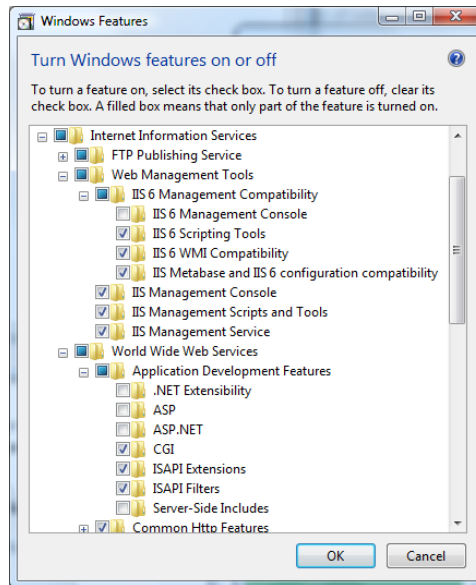 Windows Features
Turn Windows features on or off
To turn a feature on, select its check box. To turn a feature off, clear its
check box. A filled box means that only part of the feature is turned on.
Internet Information Services
FTP Publishing Service
Web Management Tools
IIS 6 Management Compatibility
IIS 6 Management Console
IIS 6 Scripting Tools
IIS 6 WMI Compatibility
IIS Metabase and IIS 6 configuration compatibility
IIS Management Console
IIS Management Scripts and Tools
IIS Management Service
World Wide Web Services
Application Development Features
.NET Extensibility
ASP
ASP.NET
CGI
ISAPI Extensions
ISAPI Filters
Server-Side Includes
Common Http Features
OK
Cancel